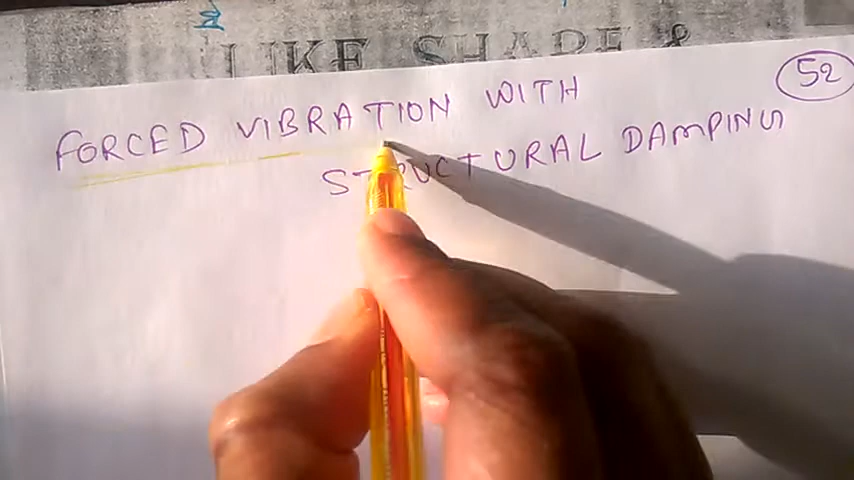 LIKE SHARE &
52
FORCED VIBRATION WITH
STRUCTURAL DAMPING